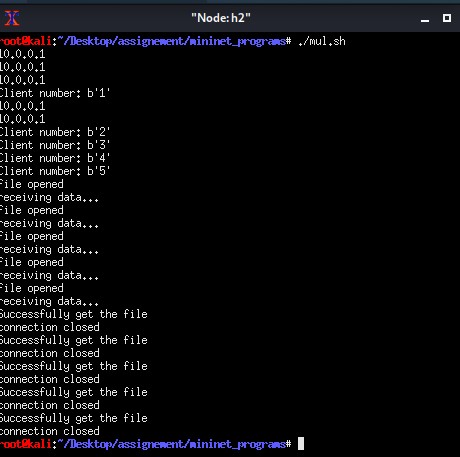 "Node: h2"
root@kali:~/Desktop/assignement/mininet_programs# ./mul.sh
10.0.0.1
10.0.0.1
10.0.0.1
Client number: b'1'
10.0.0.1
10.0.0.1
Client number: b'2'
Client number: b'3'
Client number: b'4'
Client number: b'5'
file opened
receiving data...
file opened
receiving data...
file opened
receiving data...
file opened
receiving data...
file opened
receiving data...
Successfully get the file
connection closed
Successfully get the file
connection closed
Successfully get the file
connection closed
Successfully get the file
connection closed
Successfully get the file
connection closed
root@kali:~/Desktop/assignement/mininet_programs#